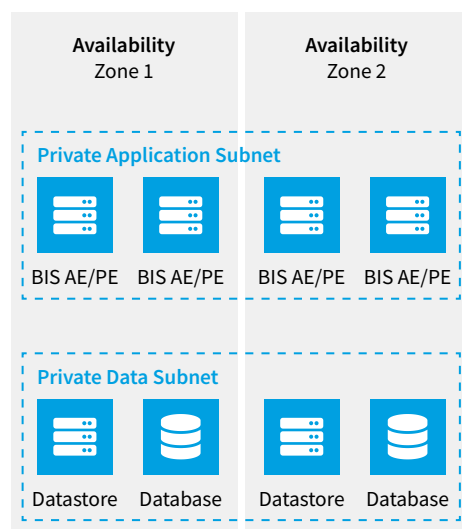 Availability
Zone 1
Availability
Zone 2
Private Application Subnet
BIS AE/PE
BIS AE/PE
BIS AE/PE
BIS AE/PE
Private Data Subnet
Datastore
Database
Datastore
Database